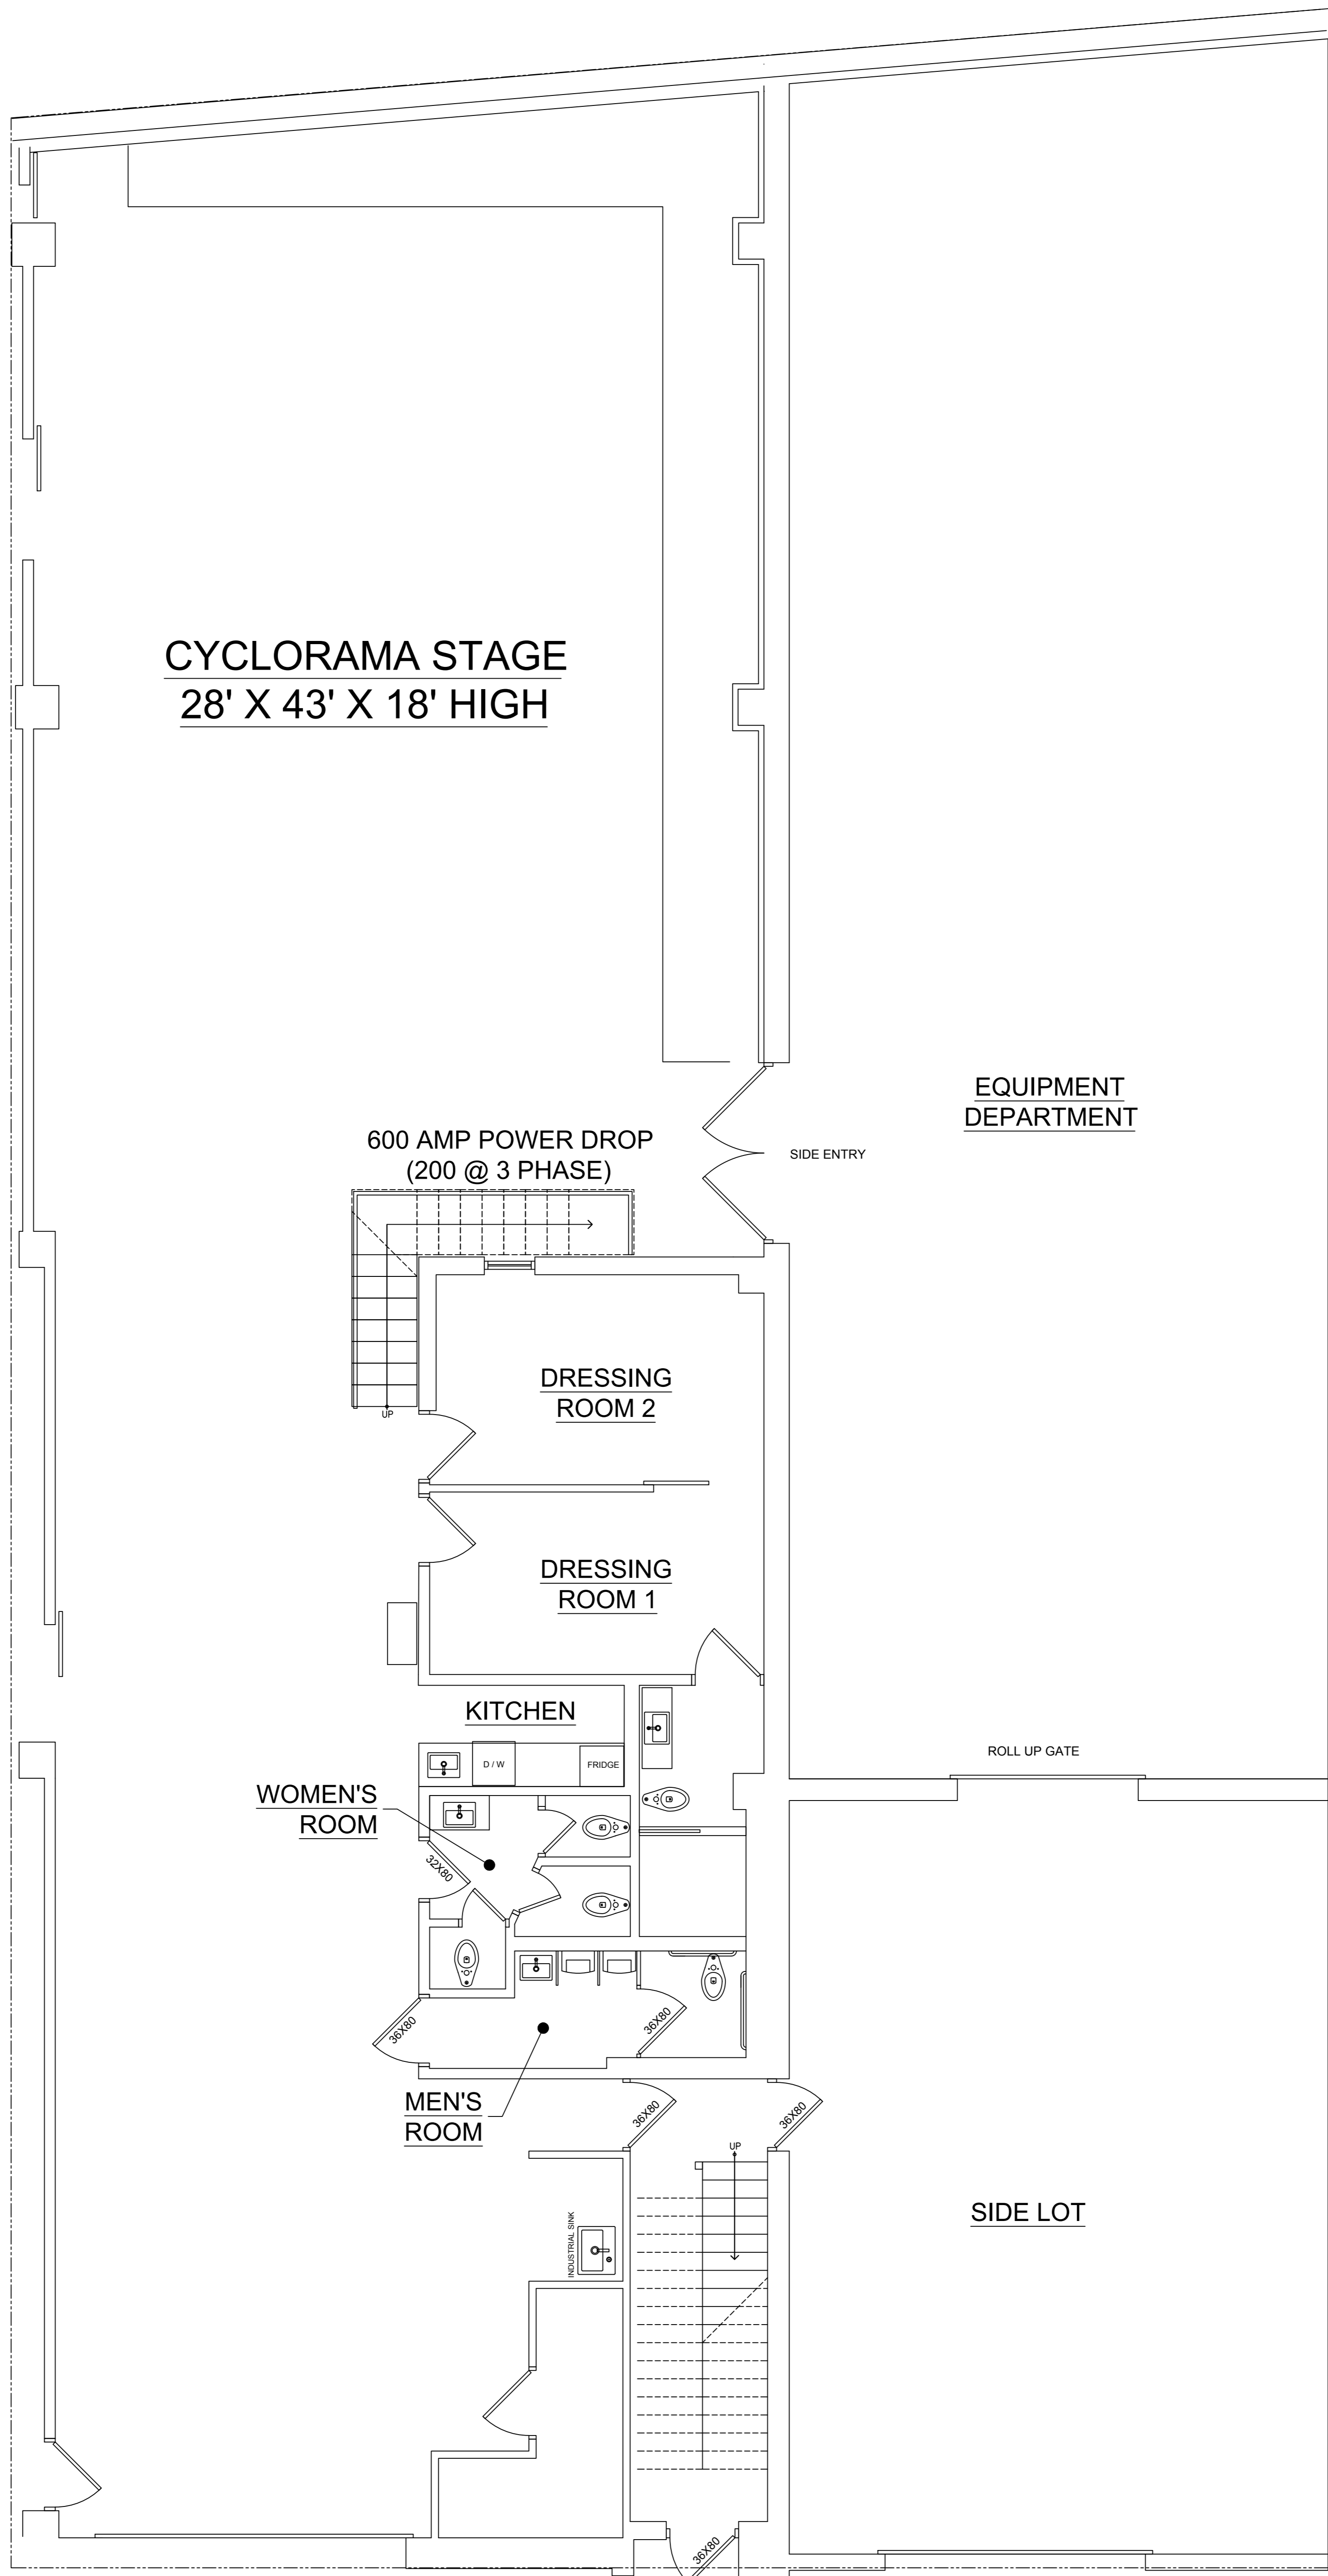 CYCLORAMA STAGE
28' X 43' X 18' HIGH
EQUIPMENT
DEPARTMENT
600 AMP POWER DROP
(200 @ 3 PHASE)
SIDE ENTRY
DRESSING
ROOM 2
UP
DRESSING
ROOM 1
KITCHEN
D / W
FRIDGE
ROLL UP GATE
WOMEN'S
ROOM
32X80
36X80
36X80
MEN'S
ROOM
36X80
36X80
UP
INDUSTRIAL SINK
SIDE LOT
36X80